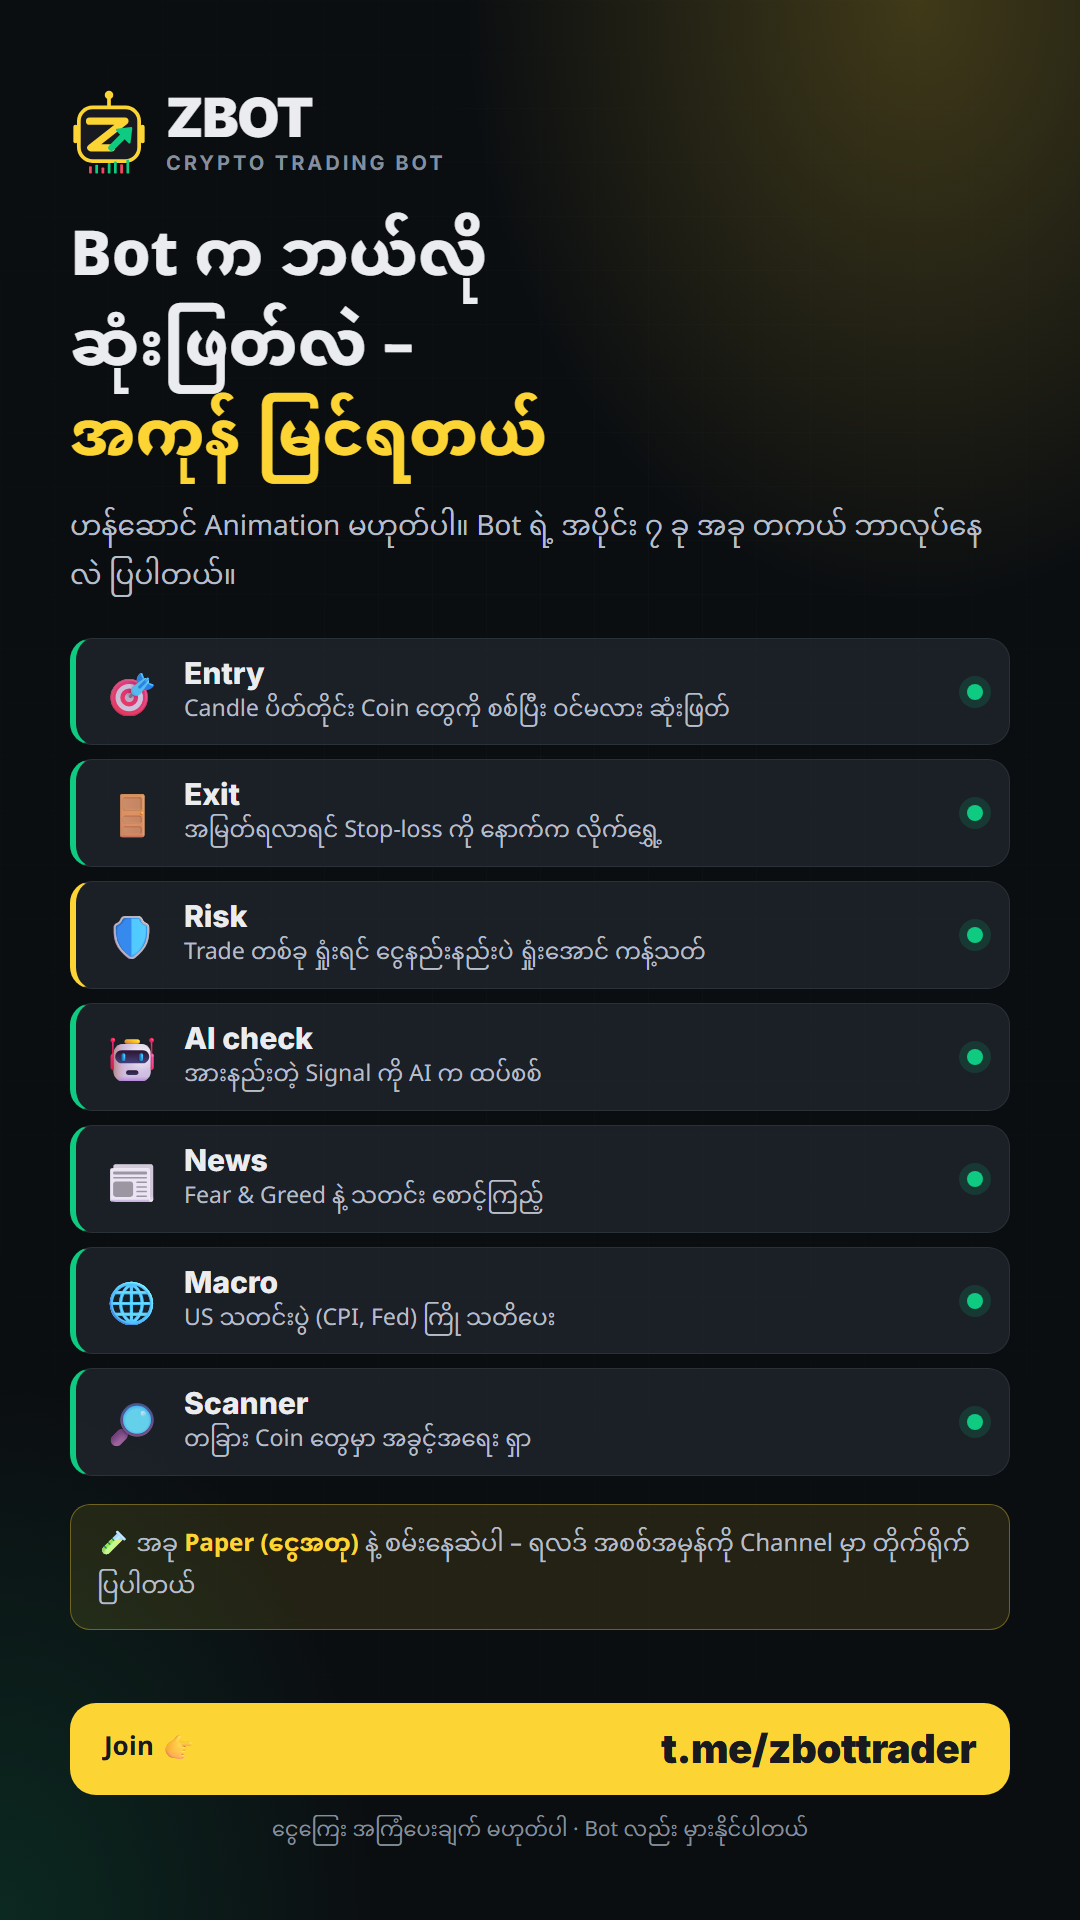 ZBOT
CRYPTO TRADING BOT
Bot က ဘယ်လို
ဆုံးဖြတ်လဲ –
အကုန် မြင်ရတယ်
ဟန်ဆောင် Animation မဟုတ်ပါ။ Bot ရဲ့ အပိုင်း ၇ ခု အခု တကယ် ဘာလုပ်နေ
လဲ ပြပါတယ်။
Entry
Candle ပိတ်တိုင်း Coin တွေကို စစ်ပြီး ဝင်မလား ဆုံးဖြတ်
Exit
အမြတ်ရလာရင် Stop-loss ကို နောက်က လိုက်ရွှေ့
Risk
Trade တစ်ခု ရှုံးရင် ငွေနည်းနည်းပဲ ရှုံးအောင် ကန့်သတ်
AI check
အားနည်းတဲ့ Signal ကို AI က ထပ်စစ်
News
Fear & Greed နဲ့ သတင်း စောင့်ကြည့်
Macro
US သတင်းပွဲ (CPI, Fed) ကြို သတိပေး
Scanner
တခြား Coin တွေမှာ အခွင့်အရေး ရှာ
အခု Paper (ငွေအတု) နဲ့ စမ်းနေဆဲပါ – ရလဒ် အစစ်အမှန်ကို Channel မှာ တိုက်ရိုက်
ပြပါတယ်
Join 👉 t.me/zbottrader
ငွေကြေး အကြံပေးချက် မဟုတ်ပါ · Bot လည်း မှားနိုင်ပါတယ်